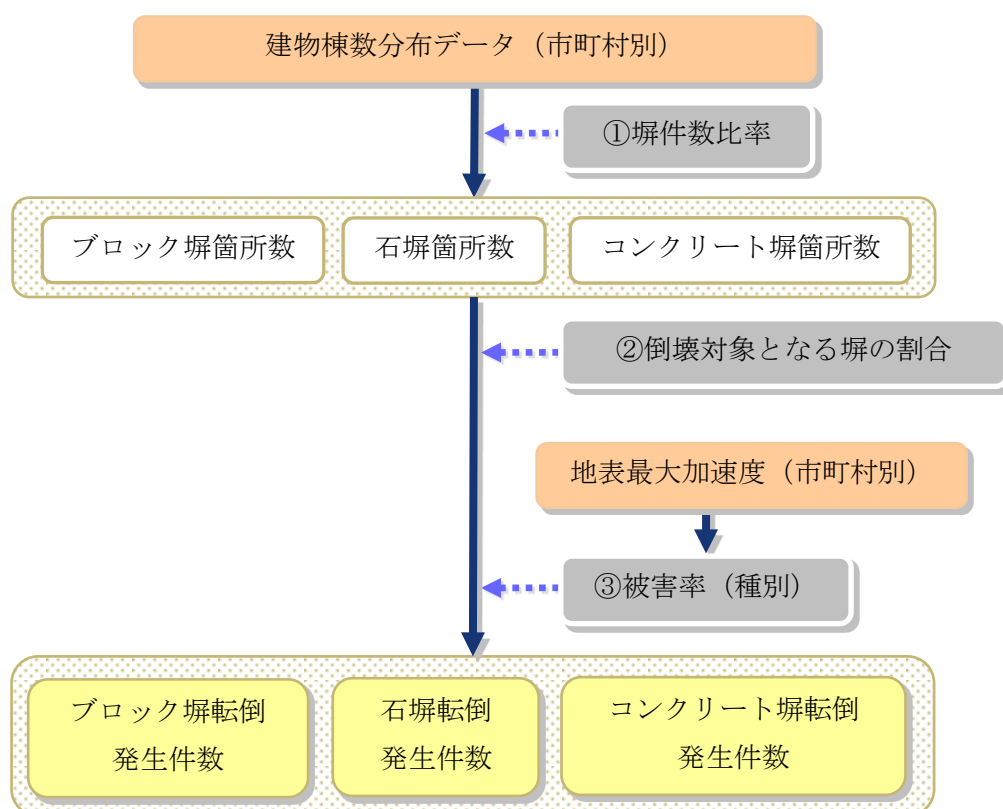 建物棟数分布データ（市町村別）
①塀件数比率
ブロック塀箇所数
石塀箇所数
コンクリート塀箇所数
②倒壊対象となる塀の割合
地表最大加速度（市町村別）
③被害率（種別）
ブロック塀転倒
発生件数
石塀転倒
発生件数
コンクリート塀転倒
発生件数